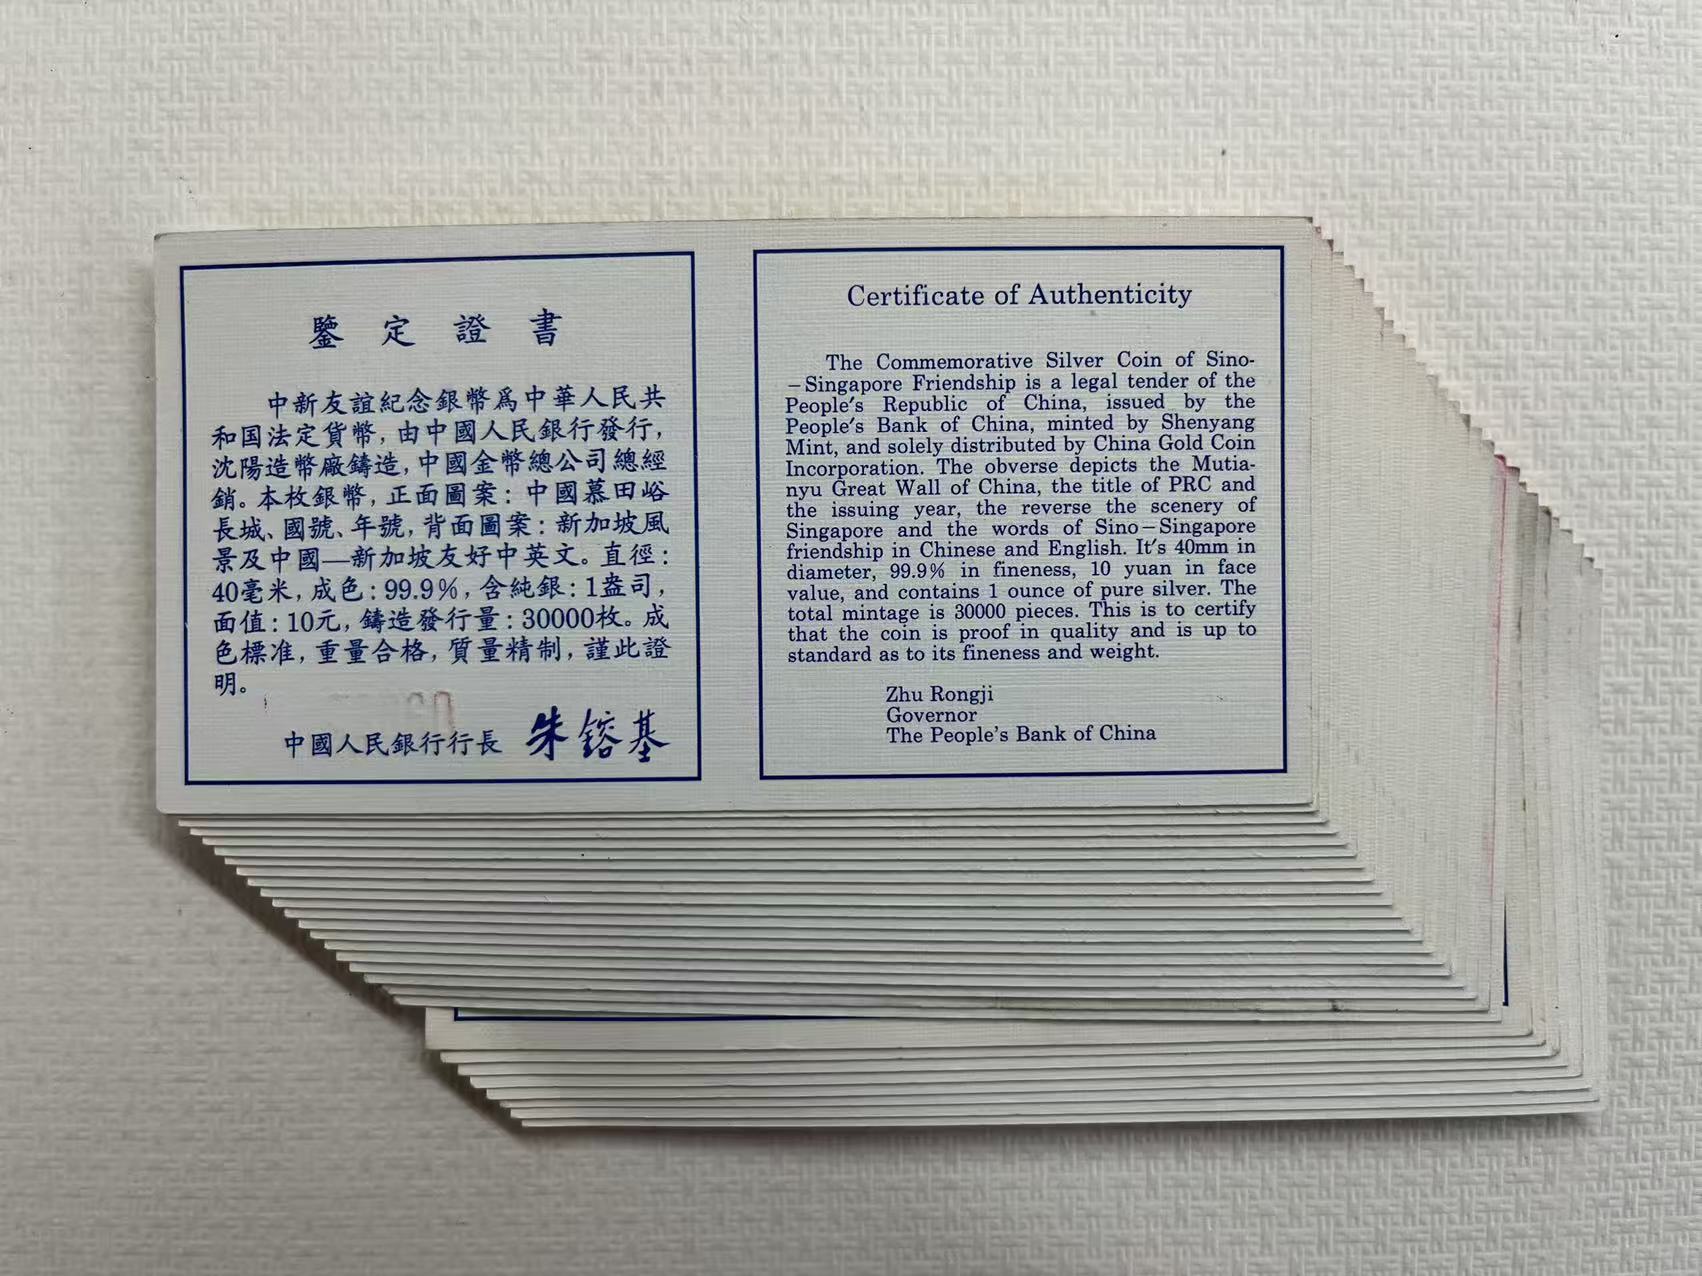 鑒定證書
中新友誼紀念銀幣爲中華人民共
和国法定貨幣，由中國人民銀行發行，
沈陽造幣廠鑄造，中國金幣總公司總經
銷。本枚銀幣，正面圖案：中國慕田峪
長城、國號、年號，背面圖案：新加坡風
景及中國—新加坡友好中英文。直徑：
40毫米，成色：99.9%，含純銀：1盎司，
面值：10元，鑄造發行量：30000枚。成
色標准，重量合格，質量精制，謹此證
明。
中國人民銀行行長 朱鎔基
Certificate of Authenticity
The Commemorative Silver Coin of Sino-
–Singapore Friendship is a legal tender of the
People's Republic of China, issued by the
People's Bank of China, minted by Shenyang
Mint, and solely distributed by China Gold Coin
Incorporation. The obverse depicts the Mutia-
nyu Great Wall of China, the title of PRC and
the issuing year, the reverse the scenery of
Singapore and the words of Sino–Singapore
friendship in Chinese and English. It's 40mm in
diameter, 99.9% in fineness, 10 yuan in face
value, and contains 1 ounce of pure silver. The
total mintage is 30000 pieces. This is to certify
that the coin is proof in quality and is up to
standard as to its fineness and weight.
Zhu Rongji
Governor
The People's Bank of China